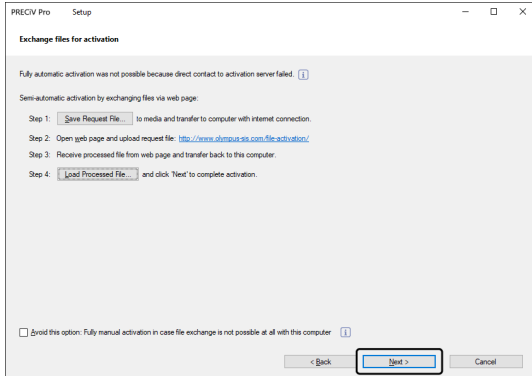 PRECiV Pro Setup
Exchange files for activation
Fully automatic activation was not possible because direct contact to activation server failed. i
Semi-automatic activation by exchanging files via web page:
Step 1: Save Request File... to media and transfer to computer with internet connection.
Step 2: Open web page and upload request file: http://www.olympus-sis.com/file-activation/
Step 3: Receive processed file from web page and transfer back to this computer.
Step 4: Load Processed File... and click 'Next' to complete activation.
Avoid this option: Fully manual activation in case file exchange is not possible at all with this computer i
< Back Next > Cancel